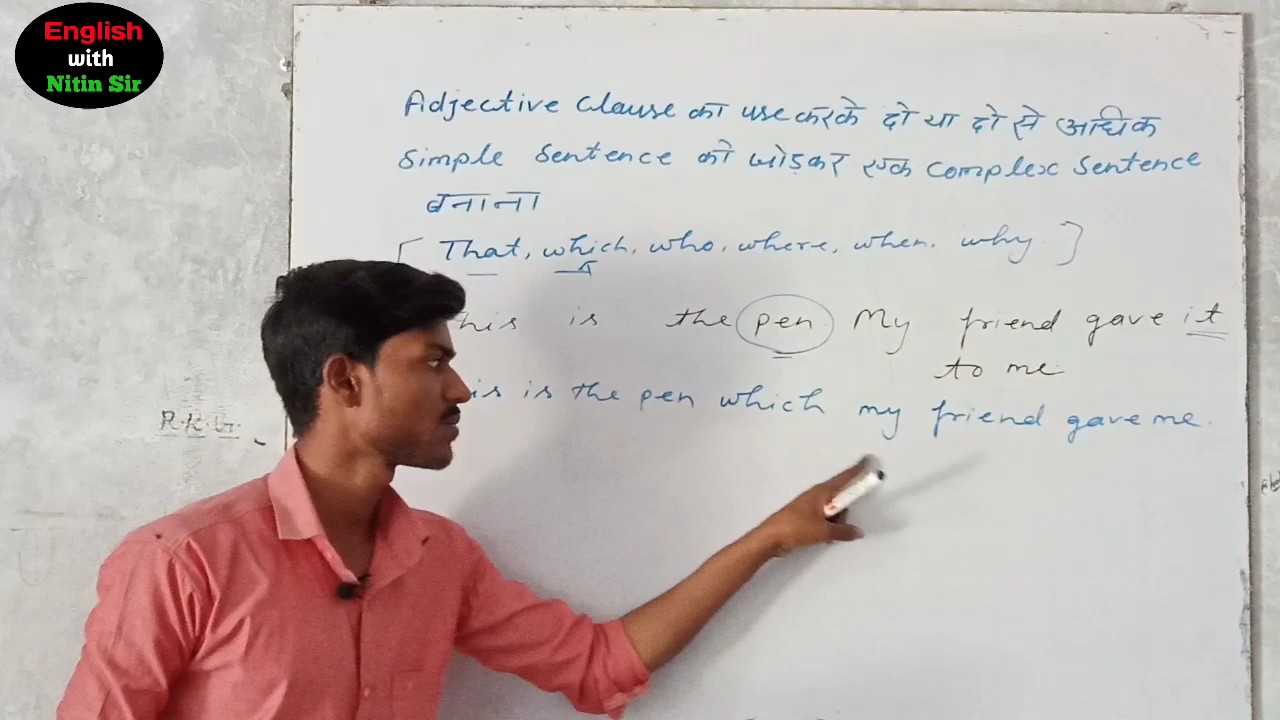 English
with
Nitin Sir
Adjective Clause का use करके दो या दो से अधिक
Simple Sentence को जोड़कर एक Complex Sentence
बनाना
[ That, which, who, where, when, why ]
is the pen My friend gave it
to me
is the pen which my friend gave me.